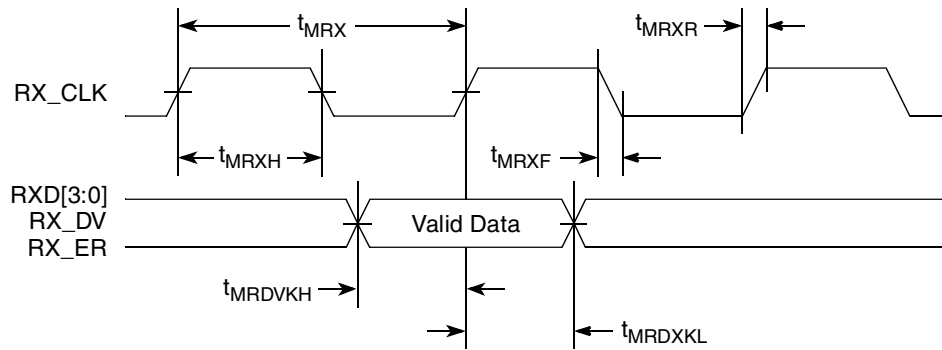 tMRX
tMRXR
RX_CLK
tMRXH
tMRXF
RXD[3:0]
RX_DV
Valid Data
RX_ER
tMRDVKH
tMRDXKL